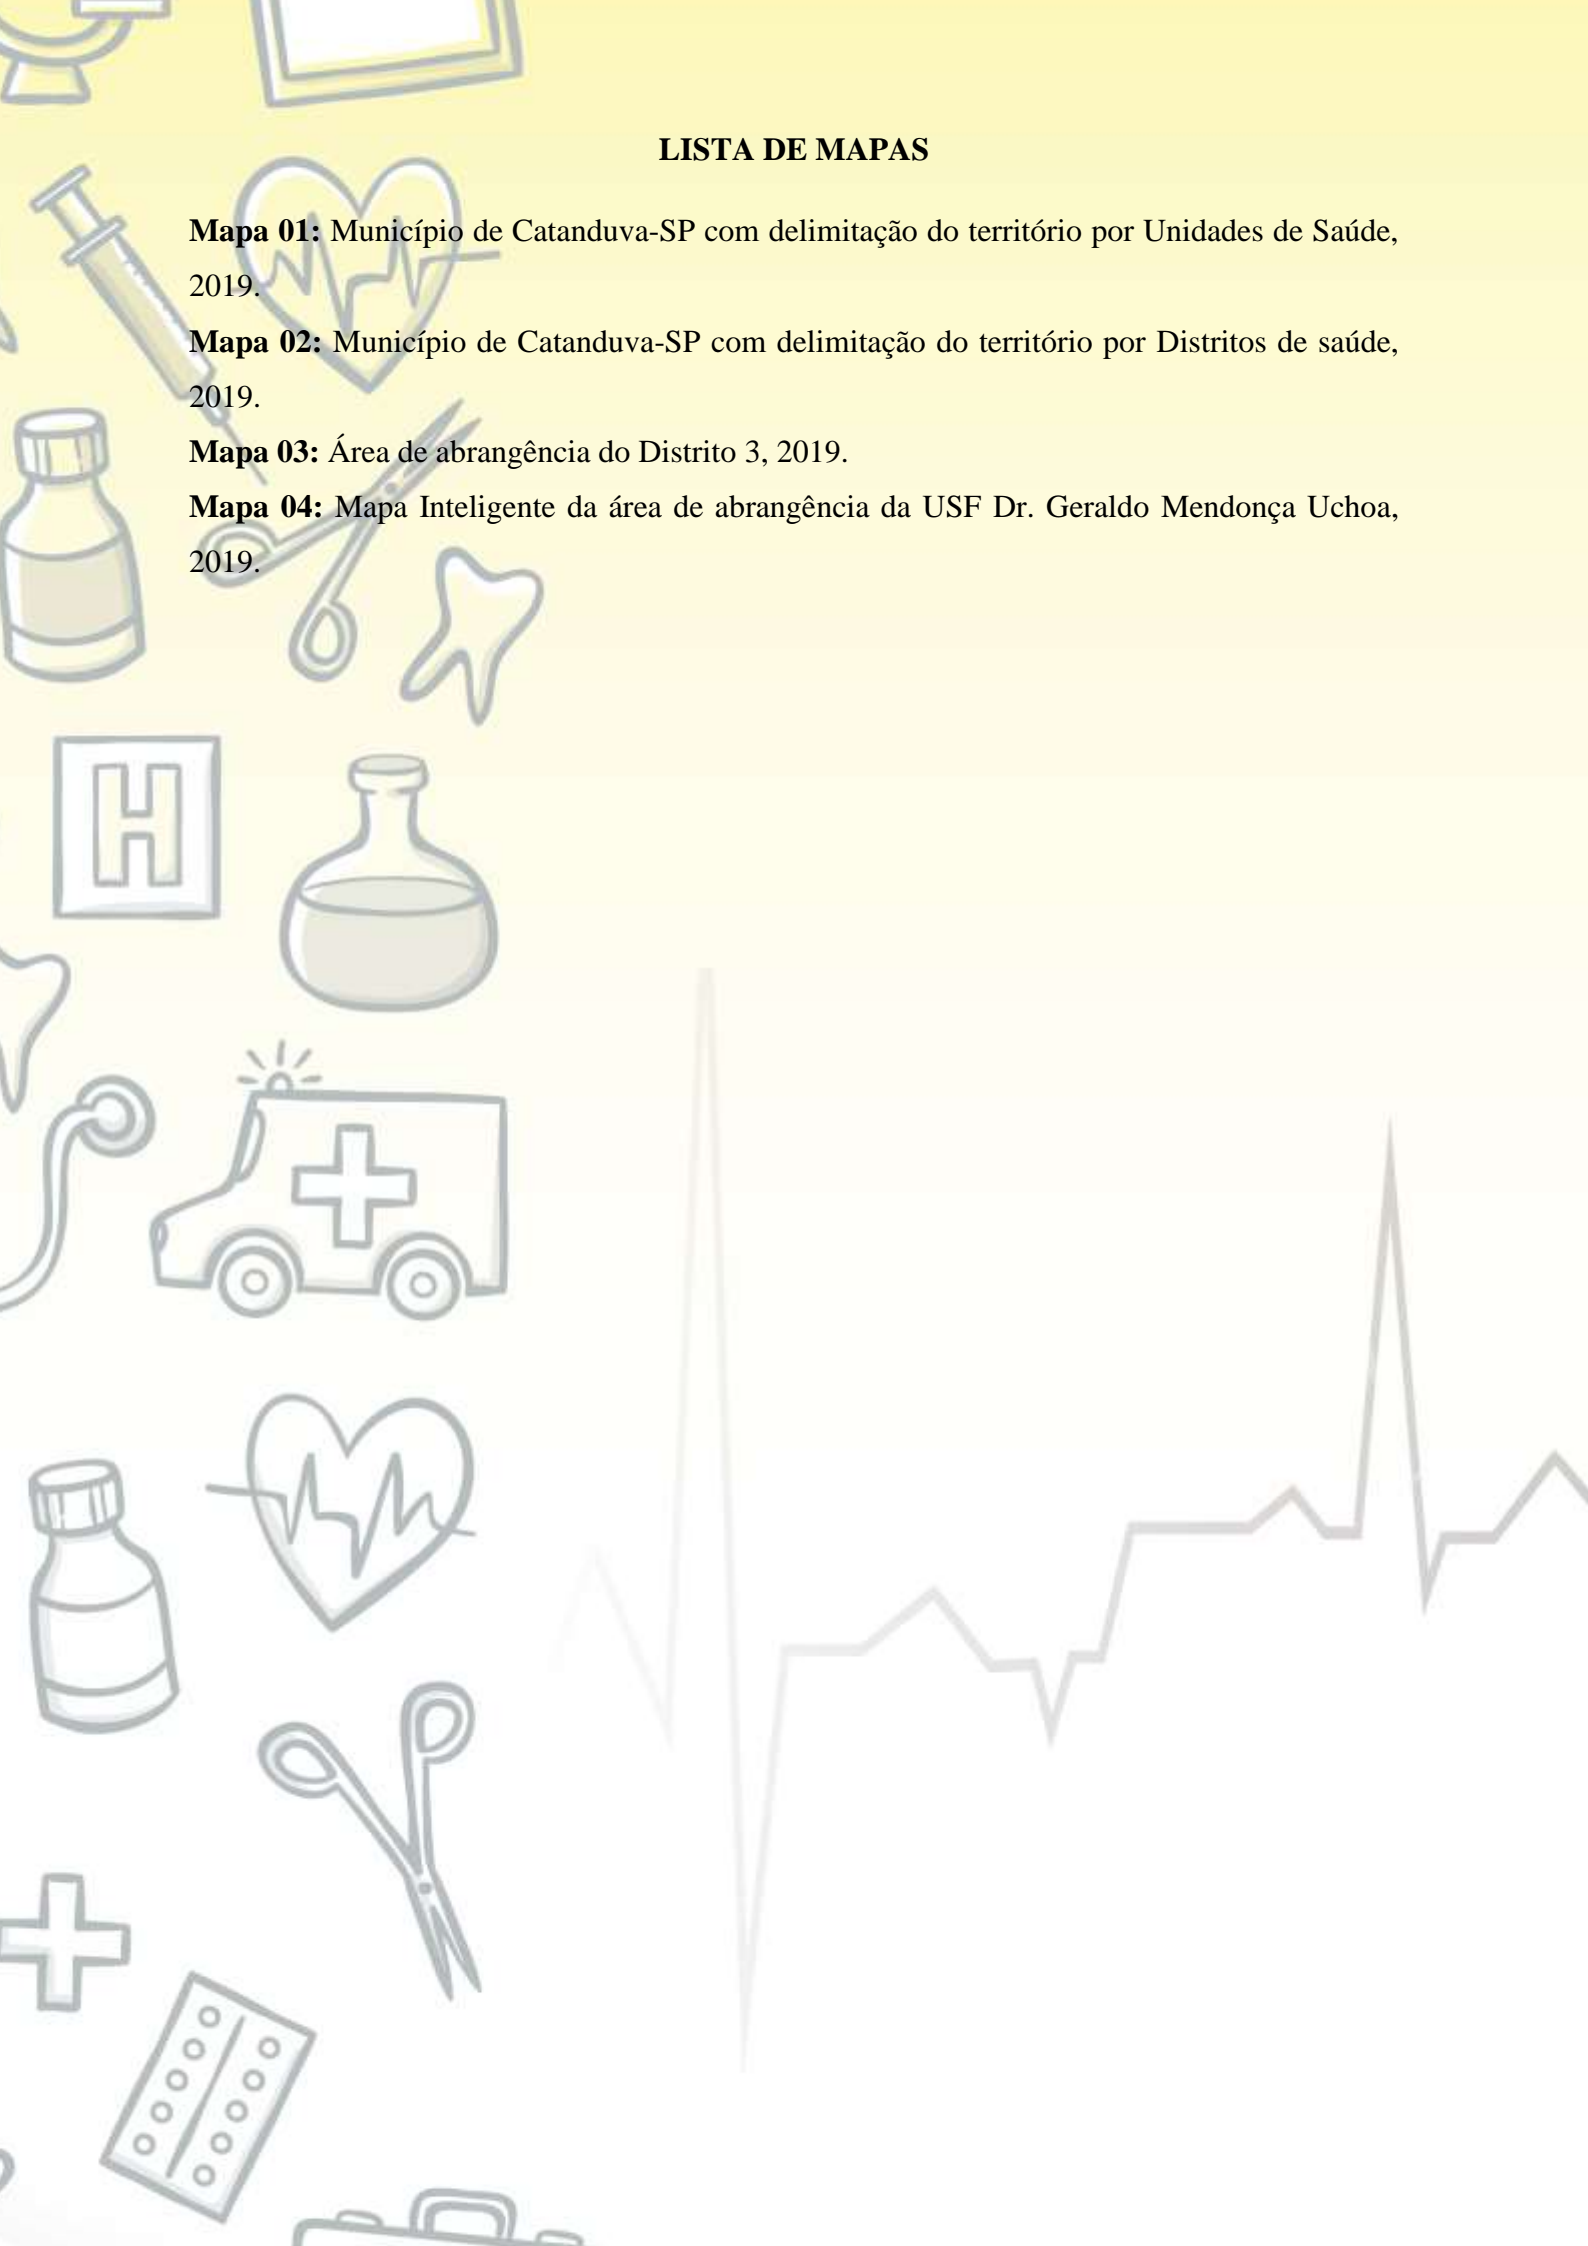 LISTA DE MAPAS
Mapa 01: Município de Catanduva-SP com delimitação do território por Unidades de Saúde,
2019.
Mapa 02: Município de Catanduva-SP com delimitação do território por Distritos de saúde,
2019.
Mapa 03: Área de abrangência do Distrito 3, 2019.
Mapa 04: Mapa Inteligente da área de abrangência da USF Dr. Geraldo Mendonça Uchoa,
2019.
H